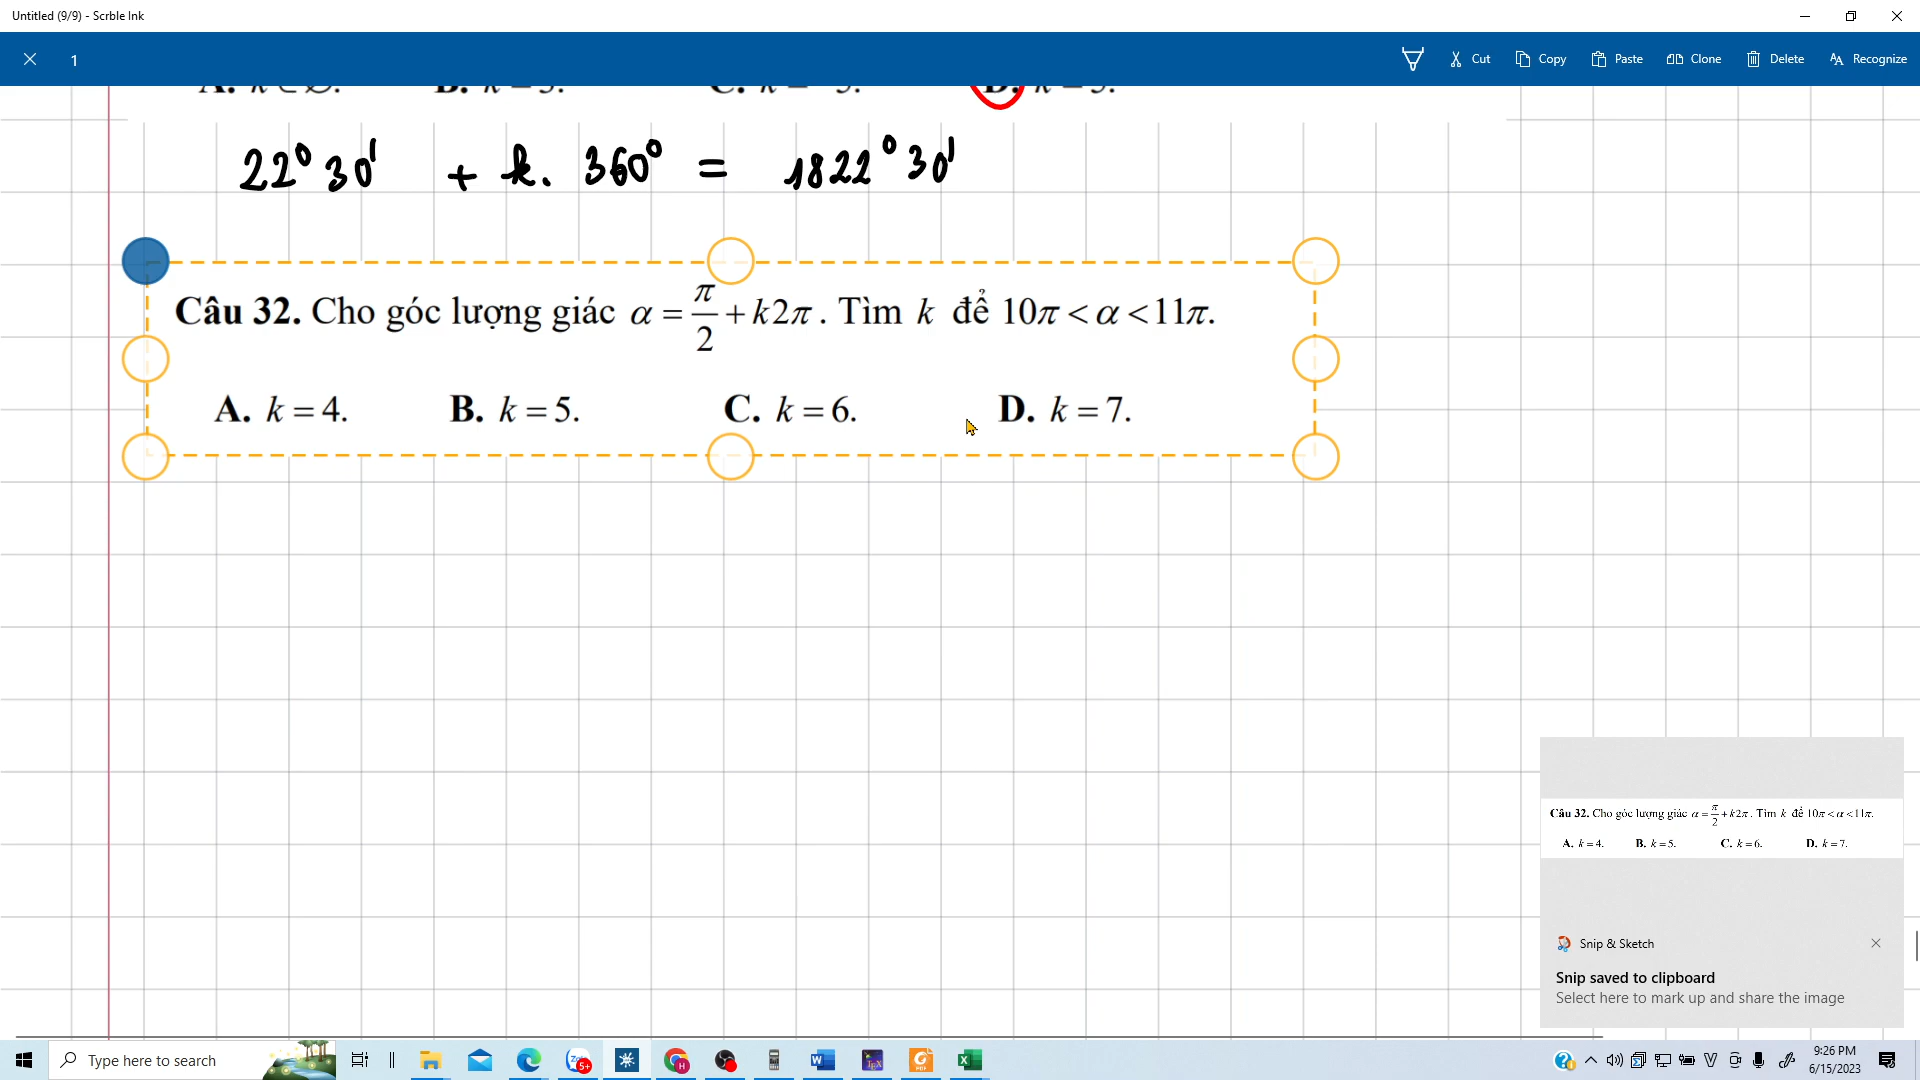 Untitled (9/9) - Scrble Ink
1
Cut Copy Paste Clone Delete Recognize
22° 30' + k. 360° = 1822° 30'
Câu 32. Cho góc lượng giác α = π/2 + k2π. Tìm k để 10π < α < 11π.
A. k = 4. B. k = 5. C. k = 6. D. k = 7.
Câu 32. Cho góc lượng giác α = π/2 + k2π. Tìm k để 10π < α < 11π.
A. k = 4. B. k = 5. C. k = 6. D. k = 7.
Snip & Sketch
Snip saved to clipboard
Select here to mark up and share the image
Type here to search
9:26 PM
6/15/2023